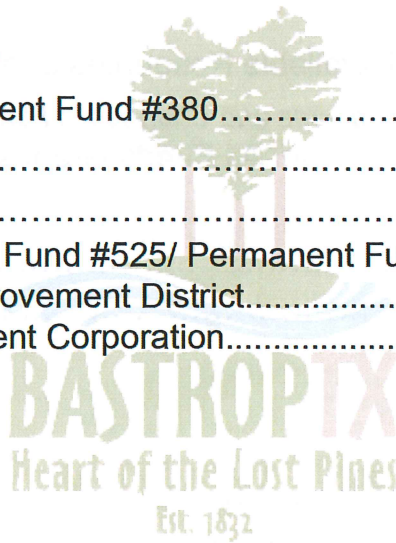 ent Fund #380..............
........................................
........................................
Fund #525/ Permanent Fu
ovement District..................
ent Corporation....................
BASTROPTX
Heart of the Lost Pines
Est. 1832